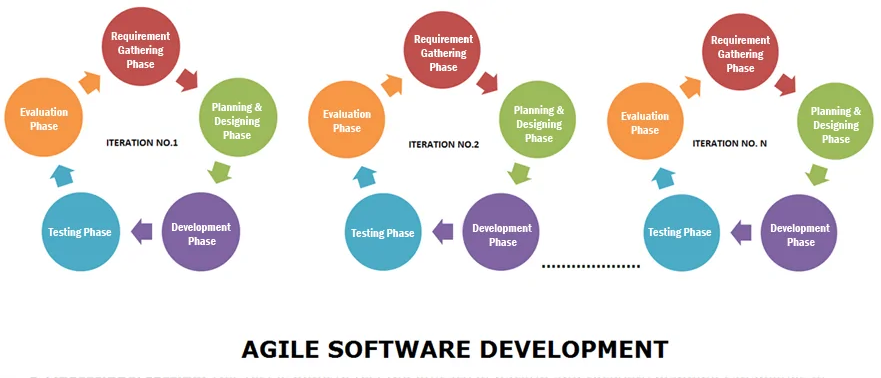 Requirement
Gathering
Phase
Evaluation
Phase
Planning &
Designing
Phase
ITERATION NO.1
Testing Phase
Development
Phase
Requirement
Gathering
Phase
Evaluation
Phase
Planning &
Designing
Phase
ITERATION NO.2
Testing Phase
Development
Phase
Requirement
Gathering
Phase
Evaluation
Phase
Planning &
Designing
Phase
ITERATION NO. N
Testing Phase
Development
Phase
....................
AGILE SOFTWARE DEVELOPMENT